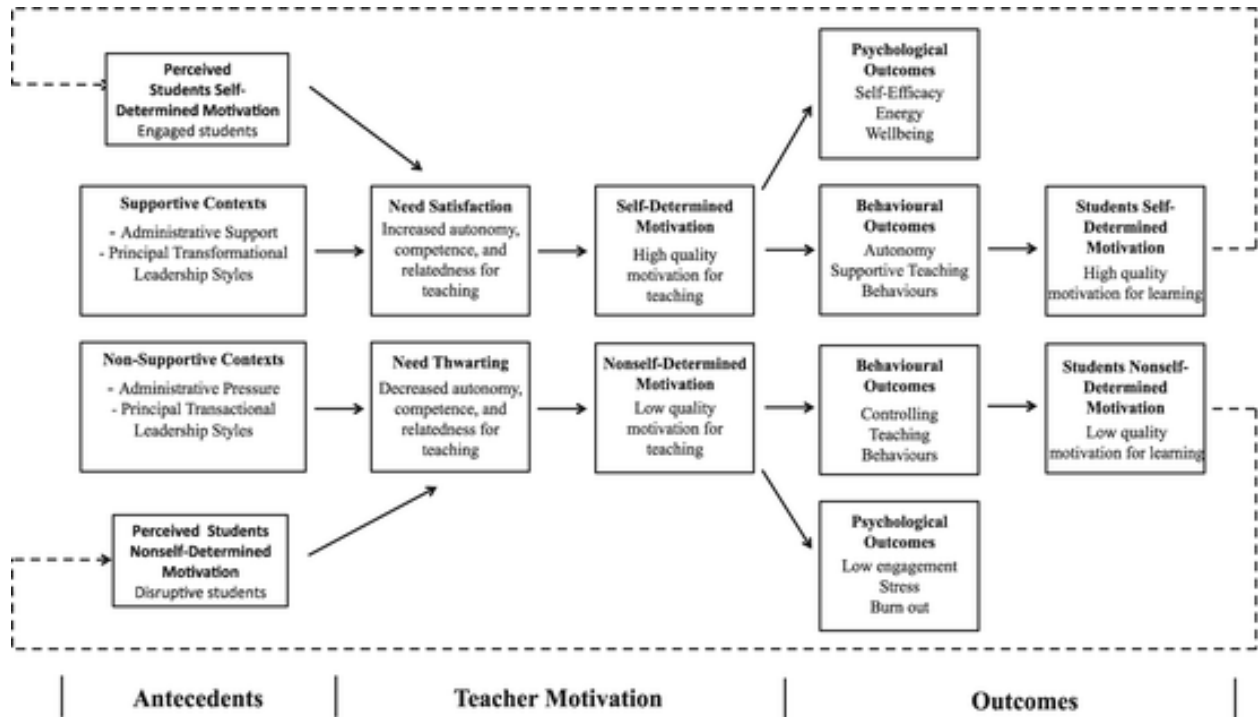 Perceived
Students Self-
Determined Motivation
Engaged students
Psychological
Outcomes
Self-Efficacy
Energy
Wellbeing
Supportive Contexts
- Administrative Support
- Principal Transformational
Leadership Styles
Need Satisfaction
Increased autonomy,
competence, and
relatedness for
teaching
Self-Determined
Motivation
High quality
motivation for
teaching
Behavioural
Outcomes
Autonomy
Supportive Teaching
Behaviours
Students Self-
Determined
Motivation
High quality
motivation for learning
Non-Supportive Contexts
- Administrative Pressure
- Principal Transactional
Leadership Styles
Need Thwarting
Decreased autonomy,
competence, and
relatedness for
teaching
Nonself-Determined
Motivation
Low quality
motivation for
teaching
Behavioural
Outcomes
Controlling
Teaching
Behaviours
Students Nonself-
Determined
Motivation
Low quality
motivation for learning
Perceived Students
Nonself-Determined
Motivation
Disruptive students
Psychological
Outcomes
Low engagement
Stress
Burn out
Antecedents
Teacher Motivation
Outcomes